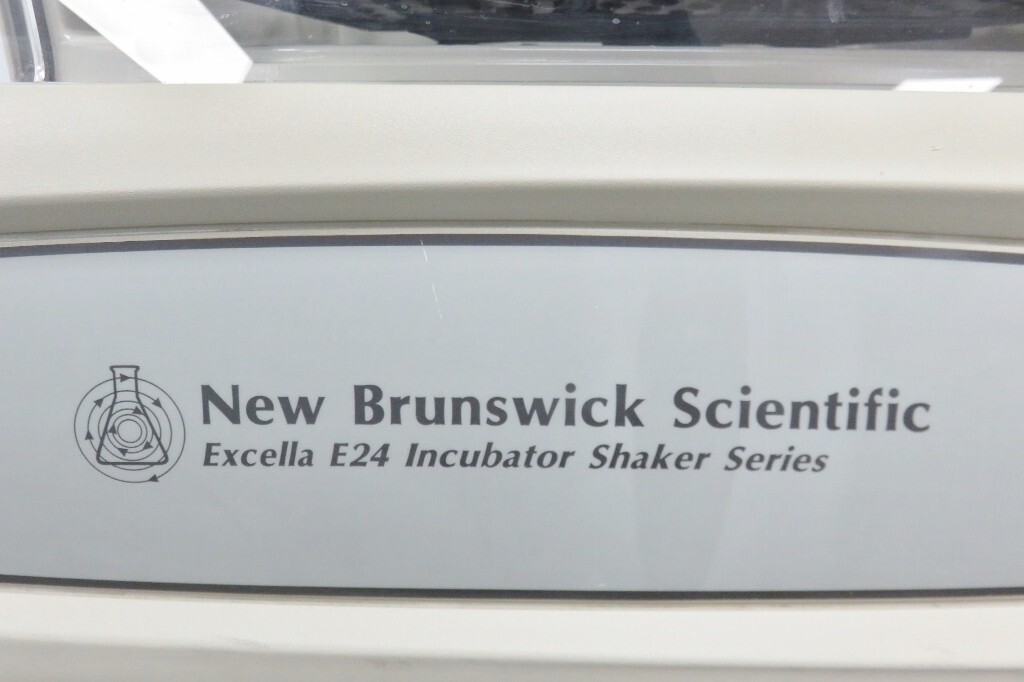 New Brunswick Scientific
Excella E24 Incubator Shaker Series